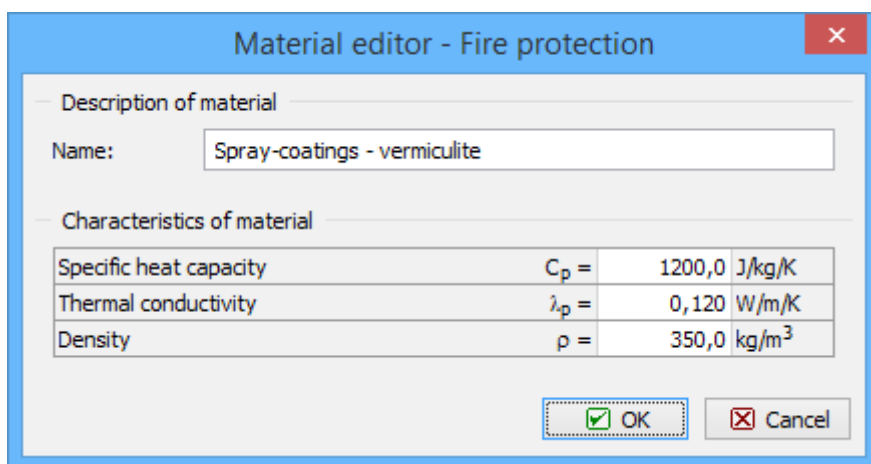 Material editor - Fire protection
Description of material
Name: Spray-coatings - vermiculite
Characteristics of material
Specific heat capacity Cp = 1200,0 J/kg/K
Thermal conductivity λp = 0,120 W/m/K
Density ρ = 350,0 kg/m³
OK Cancel